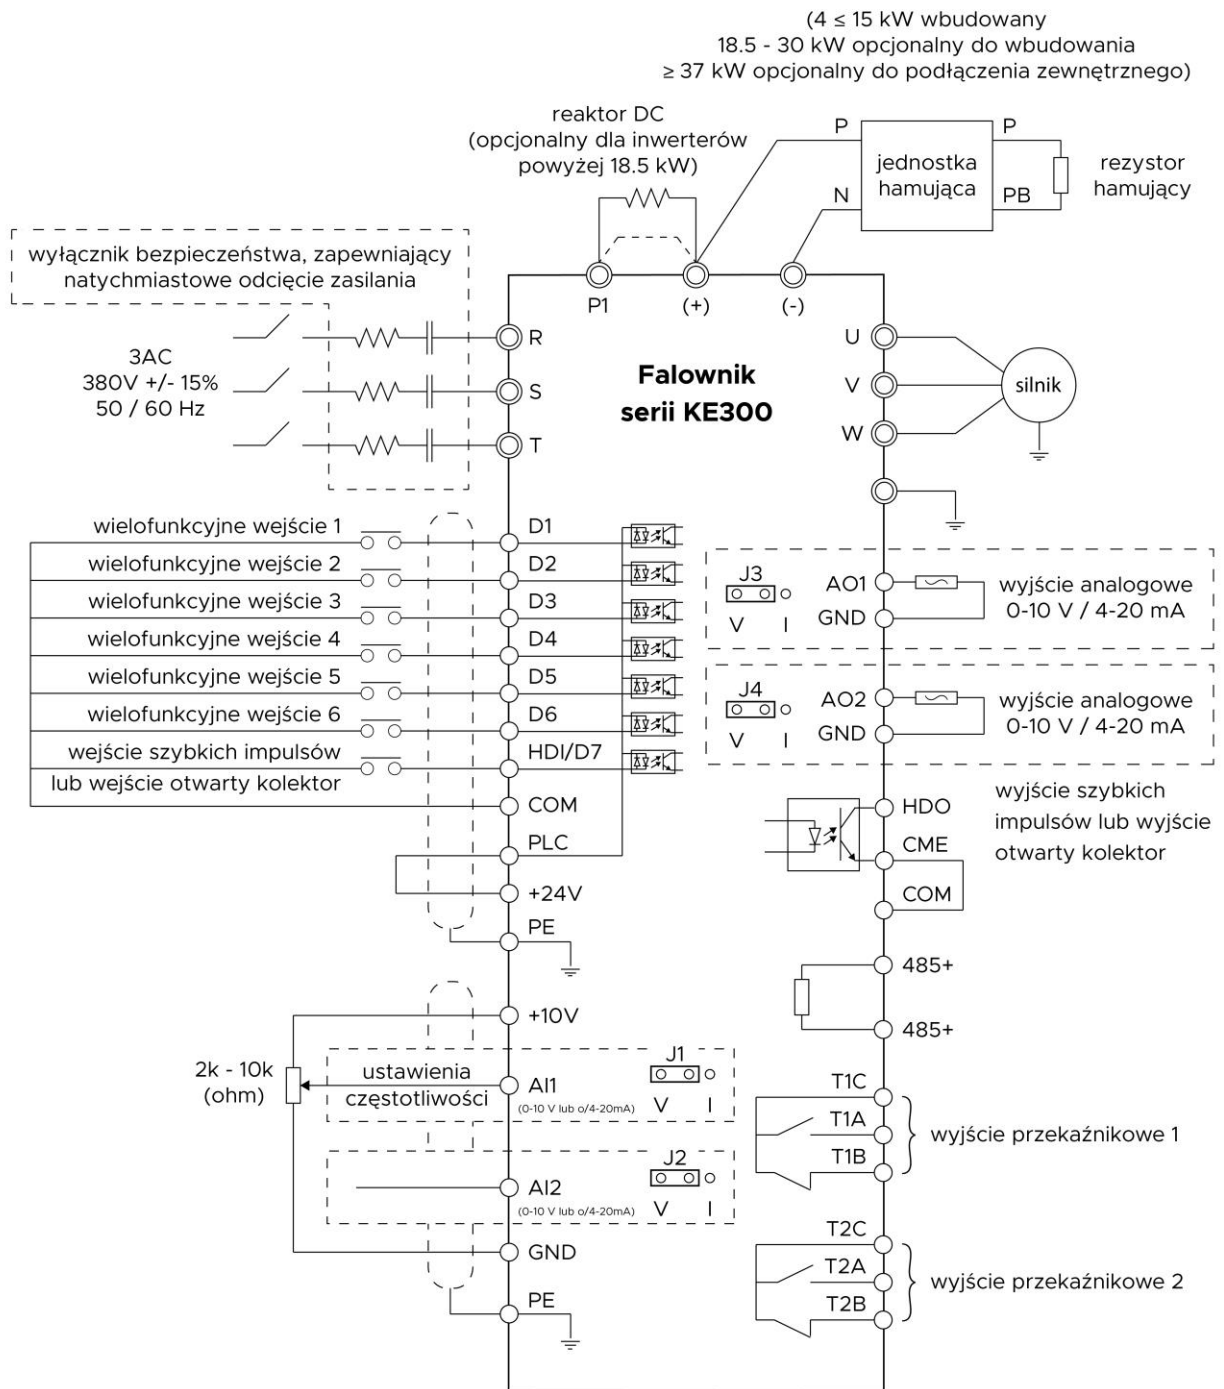 (4 ≤ 15 kW wbudowany
18.5 - 30 kW opcjonalny do wbudowania
≥ 37 kW opcjonalny do podłączenia zewnętrznego)
reaktor DC
(opcjonalny dla inwerterów
powyżej 18.5 kW)
P
N
jednostka
hamująca
P
PB
rezystor
hamujący
wyłącznik bezpieczeństwa, zapewniający
natychmiastowe odcięcie zasilania
P1
(+)
(-)
3AC
380V +/- 15%
50 / 60 Hz
R
S
T
Falownik
serii KE300
U
V
W
silnik
wielofunkcyjne wejście 1
D1
wielofunkcyjne wejście 2
D2
wielofunkcyjne wejście 3
D3
wielofunkcyjne wejście 4
D4
wielofunkcyjne wejście 5
D5
wielofunkcyjne wejście 6
D6
wejście szybkich impulsów
lub wejście otwarty kolektor
HDI/D7
COM
PLC
+24V
PE
J3
V I
AO1
GND
wyjście analogowe
0-10 V / 4-20 mA
J4
V I
AO2
GND
wyjście analogowe
0-10 V / 4-20 mA
HDO
CME
COM
wyjście szybkich
impulsów lub wyjście
otwarty kolektor
485+
485+
+10V
2k - 10k
(ohm)
ustawienia
częstotliwości
AI1
(0-10 V lub o/4-20mA)
J1
V I
AI2
(0-10 V lub o/4-20mA)
J2
V I
GND
PE
T1C
T1A
T1B
wyjście przekaźnikowe 1
T2C
T2A
T2B
wyjście przekaźnikowe 2